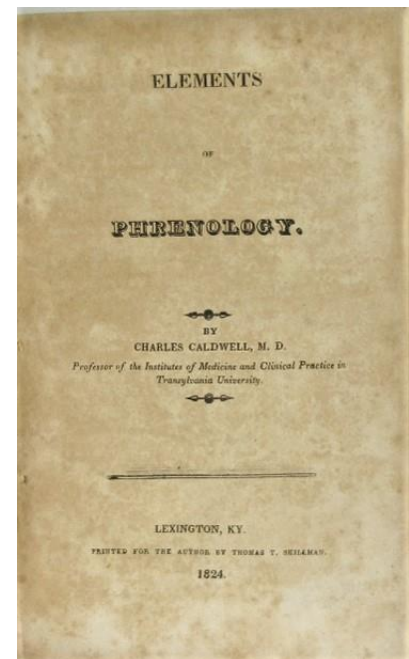 ELEMENTS
OF
PHRENOLOGY.
BY
CHARLES CALDWELL, M. D.
Professor of the Institutes of Medicine and Clinical Practice in
Transylvania University.
LEXINGTON, KY.
PRINTED FOR THE AUTHOR BY THOMAS T. SKILLMAN.
1824.